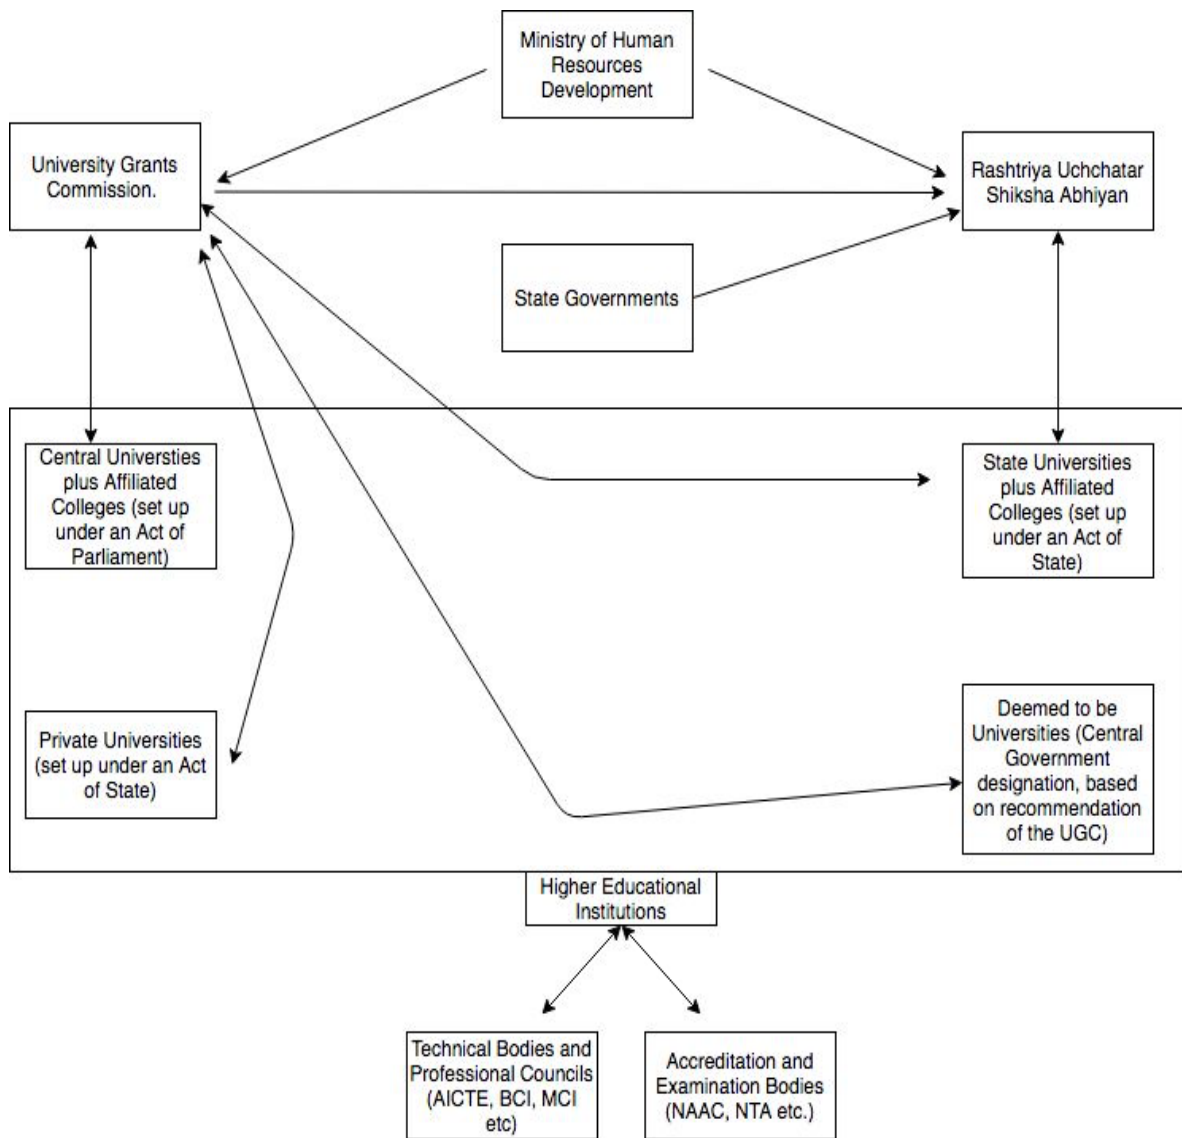 Ministry of Human
Resources
Development
University Grants
Commission.
Rashtriya Uchchatar
Shiksha Abhiyan
State Governments
Central Universties
plus Affiliated
Colleges (set up
under an Act of
Parliament)
State Universities
plus Affiliated
Colleges (set up
under an Act of
State)
Private Universities
(set up under an Act
of State)
Deemed to be
Universities (Central
Government
designation, based
on recommendation
of the UGC)
Higher Educational
Institutions
Technical Bodies and
Professional Councils
(AICTE, BCI, MCI
etc)
Accreditation and
Examination Bodies
(NAAC, NTA etc.)